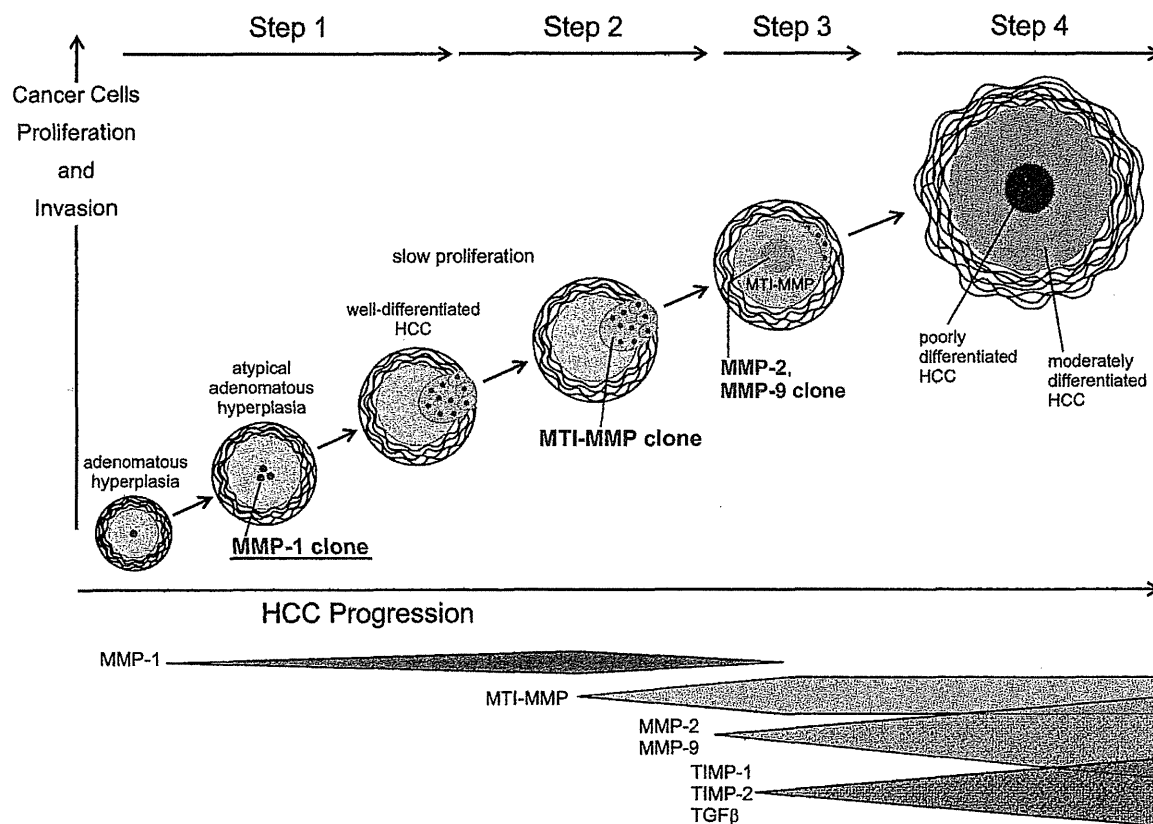 Step 1
Step 2
Step 3
Step 4
Cancer Cells
Proliferation
and
Invasion
slow proliferation
well-differentiated
HCC
atypical
adenomatous
hyperplasia
adenomatous
hyperplasia
MMP-1 clone
MTI-MMP clone
MTI-MMP
MMP-2,
MMP-9 clone
poorly
differentiated
HCC
moderately
differentiated
HCC
HCC Progression
MMP-1
MTI-MMP
MMP-2
MMP-9
TIMP-1
TIMP-2
TGFβ